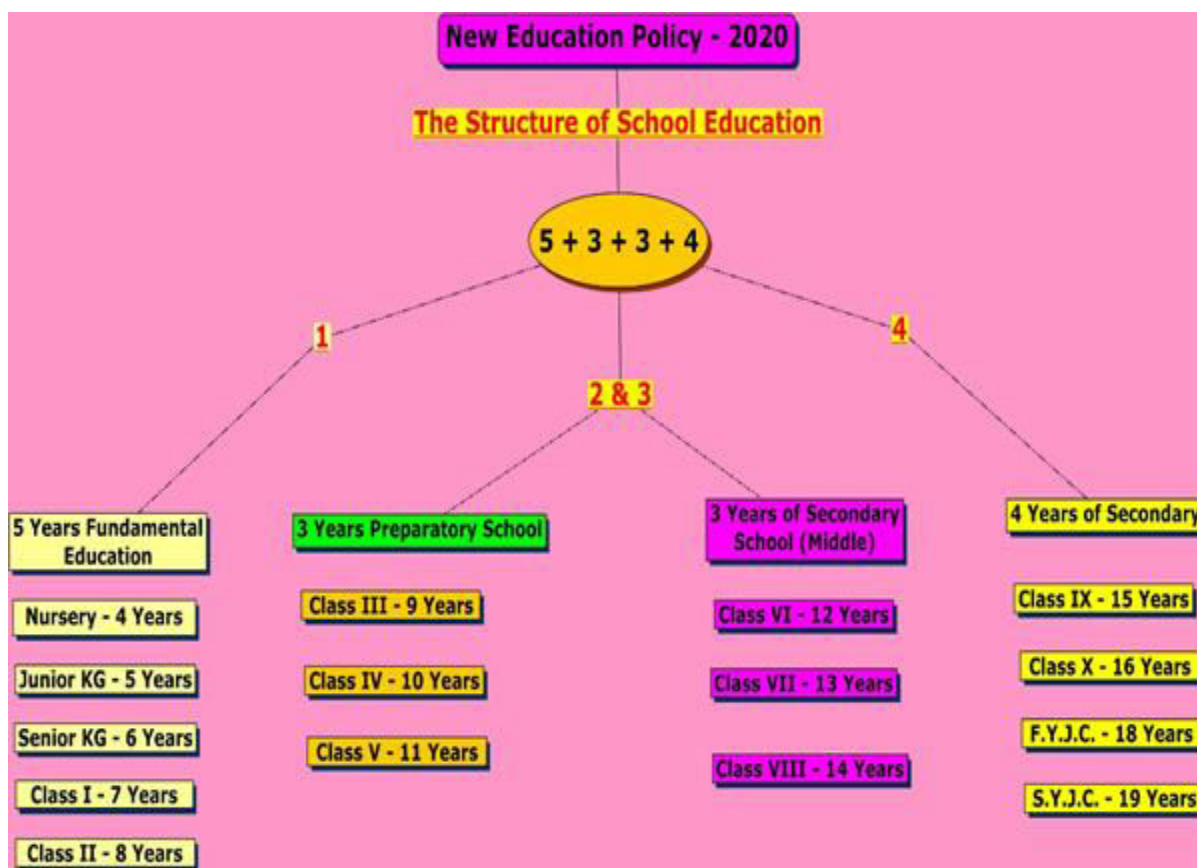 New Education Policy - 2020
The Structure of School Education
5 + 3 + 3 + 4
1
2 & 3
4
5 Years Fundamental
Education
Nursery - 4 Years
Junior KG - 5 Years
Senior KG - 6 Years
Class I - 7 Years
Class II - 8 Years
3 Years Preparatory School
Class III - 9 Years
Class IV - 10 Years
Class V - 11 Years
3 Years of Secondary
School (Middle)
Class VI - 12 Years
Class VII - 13 Years
Class VIII - 14 Years
4 Years of Secondary
Class IX - 15 Years
Class X - 16 Years
F.Y.J.C. - 18 Years
S.Y.J.C. - 19 Years